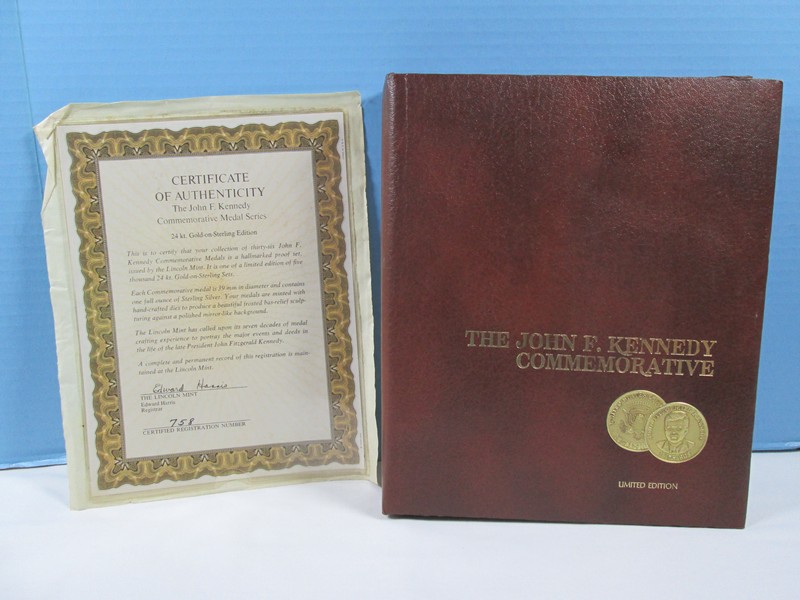 CERTIFICATE
OF AUTHENTICITY
The John F. Kennedy
Commemorative Medal Series
24 kt. Gold-on-Sterling Edition
This is to certify that your collection of thirty-six John F.
Kennedy Commemorative Medals is a hallmarked proof set,
issued by the Lincoln Mint. It is one of a limited edition of five
thousand 24 kt. Gold-on-Sterling Sets.
Each Commemorative medal is 39 mm in diameter and contains
one full ounce of Sterling Silver. Your medals are minted with
hand-crafted dies to produce a beautiful frosted bas-relief sculp-
turing against a polished mirror-like background.
The Lincoln Mint has called upon its seven decades of medal
crafting experience to portray the major events and deeds in
the life of the late President John Fitzgerald Kennedy.
A complete and permanent record of this registration is main-
tained at the Lincoln Mint.
Edward Harris
THE LINCOLN MINT
Edward Harris
Registrar
758
CERTIFIED REGISTRATION NUMBER
THE JOHN F. KENNEDY
COMMEMORATIVE
LIMITED EDITION